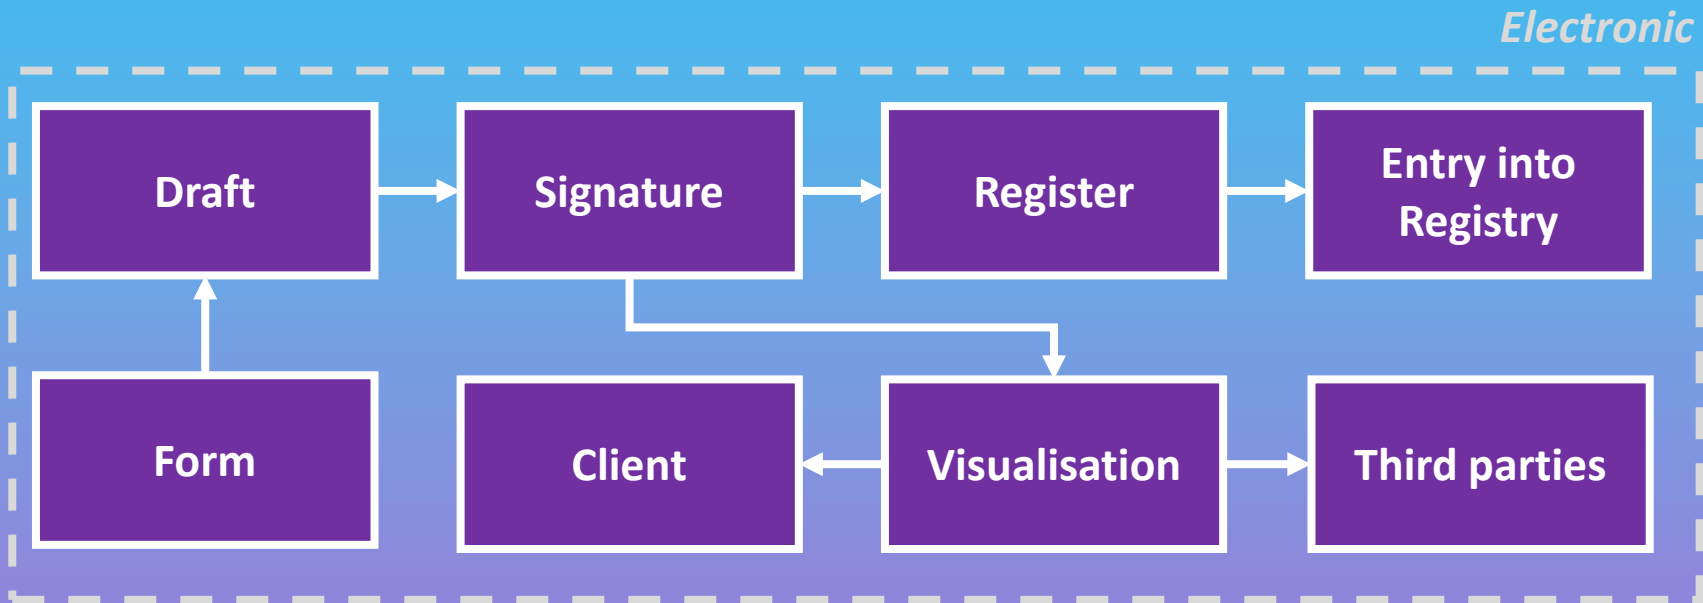 Electronic
Draft
Signature
Register
Entry into
Registry
Form
Client
Visualisation
Third parties